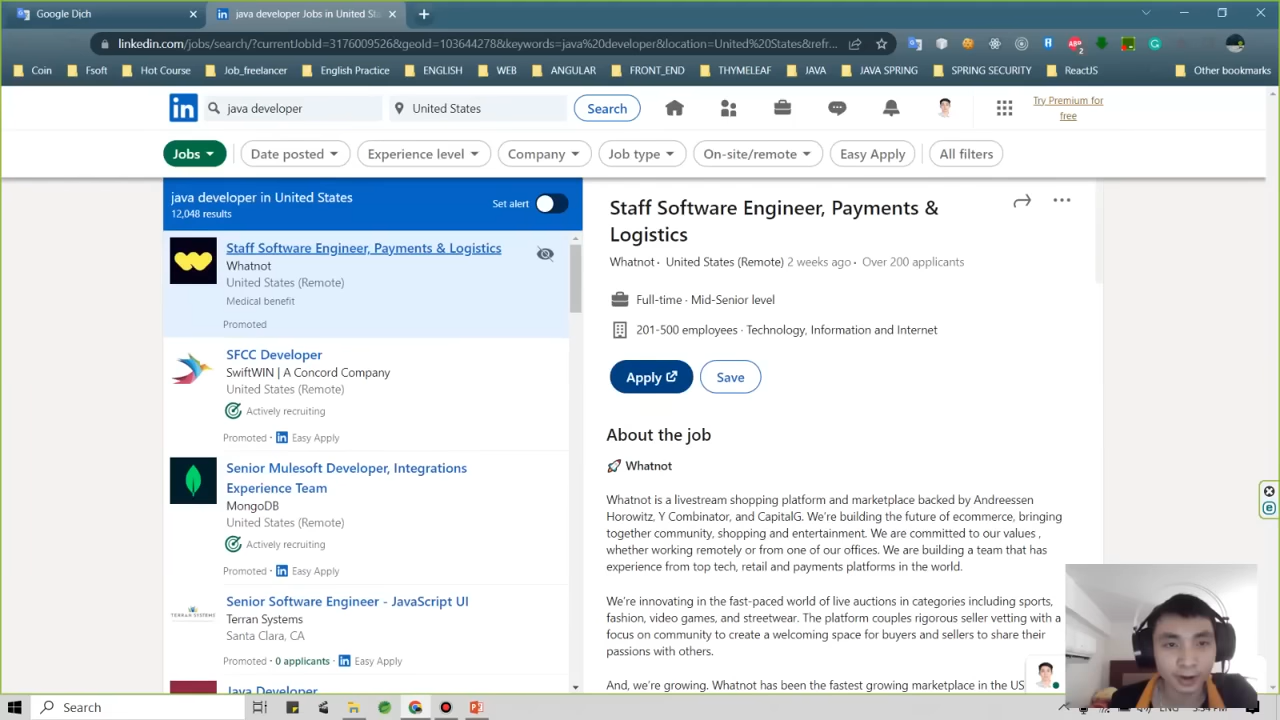 Google Dịch
java developer Jobs in United Sta
linkedin.com/jobs/search/?currentJobId=3176009526&geoId=103644278&keywords=java%20developer&location=United%20States&refr...
Coin
Fsoft
Hot Course
Job_freelancer
English Practice
ENGLISH
WEB
ANGULAR
FRONT_END
THYMELEAF
JAVA
JAVA SPRING
SPRING SECURITY
ReactJS
Other bookmarks
in
java developer
United States
Search
Try Premium for
free
Jobs
Date posted
Experience level
Company
Job type
On-site/remote
Easy Apply
All filters
java developer in United States
12,048 results
Set alert
Staff Software Engineer, Payments & Logistics
Whatnot
United States (Remote)
Medical benefit
Promoted
SFCC Developer
SwiftWIN | A Concord Company
United States (Remote)
Actively recruiting
Promoted · in Easy Apply
Senior Mulesoft Developer, Integrations
Experience Team
MongoDB
United States (Remote)
Actively recruiting
Promoted · in Easy Apply
TERRAN SYSTEMS
Senior Software Engineer - JavaScript UI
Terran Systems
Santa Clara, CA
Promoted · 0 applicants · in Easy Apply
Java Developer
Staff Software Engineer, Payments &
Logistics
Whatnot · United States (Remote) 2 weeks ago · Over 200 applicants
Full-time · Mid-Senior level
201-500 employees · Technology, Information and Internet
Apply
Save
About the job
🚀 Whatnot
Whatnot is a livestream shopping platform and marketplace backed by Andreessen
Horowitz, Y Combinator, and CapitalG. We're building the future of ecommerce, bringing
together community, shopping and entertainment. We are committed to our values ,
whether working remotely or from one of our offices. We are building a team that has
experience from top tech, retail and payments platforms in the world.
We're innovating in the fast-paced world of live auctions in categories including sports,
fashion, video games, and streetwear. The platform couples rigorous seller vetting with a
focus on community to create a welcoming space for buyers and sellers to share their
passions with others.
And, we're growing. Whatnot has been the fastest growing marketplace in the US
Search